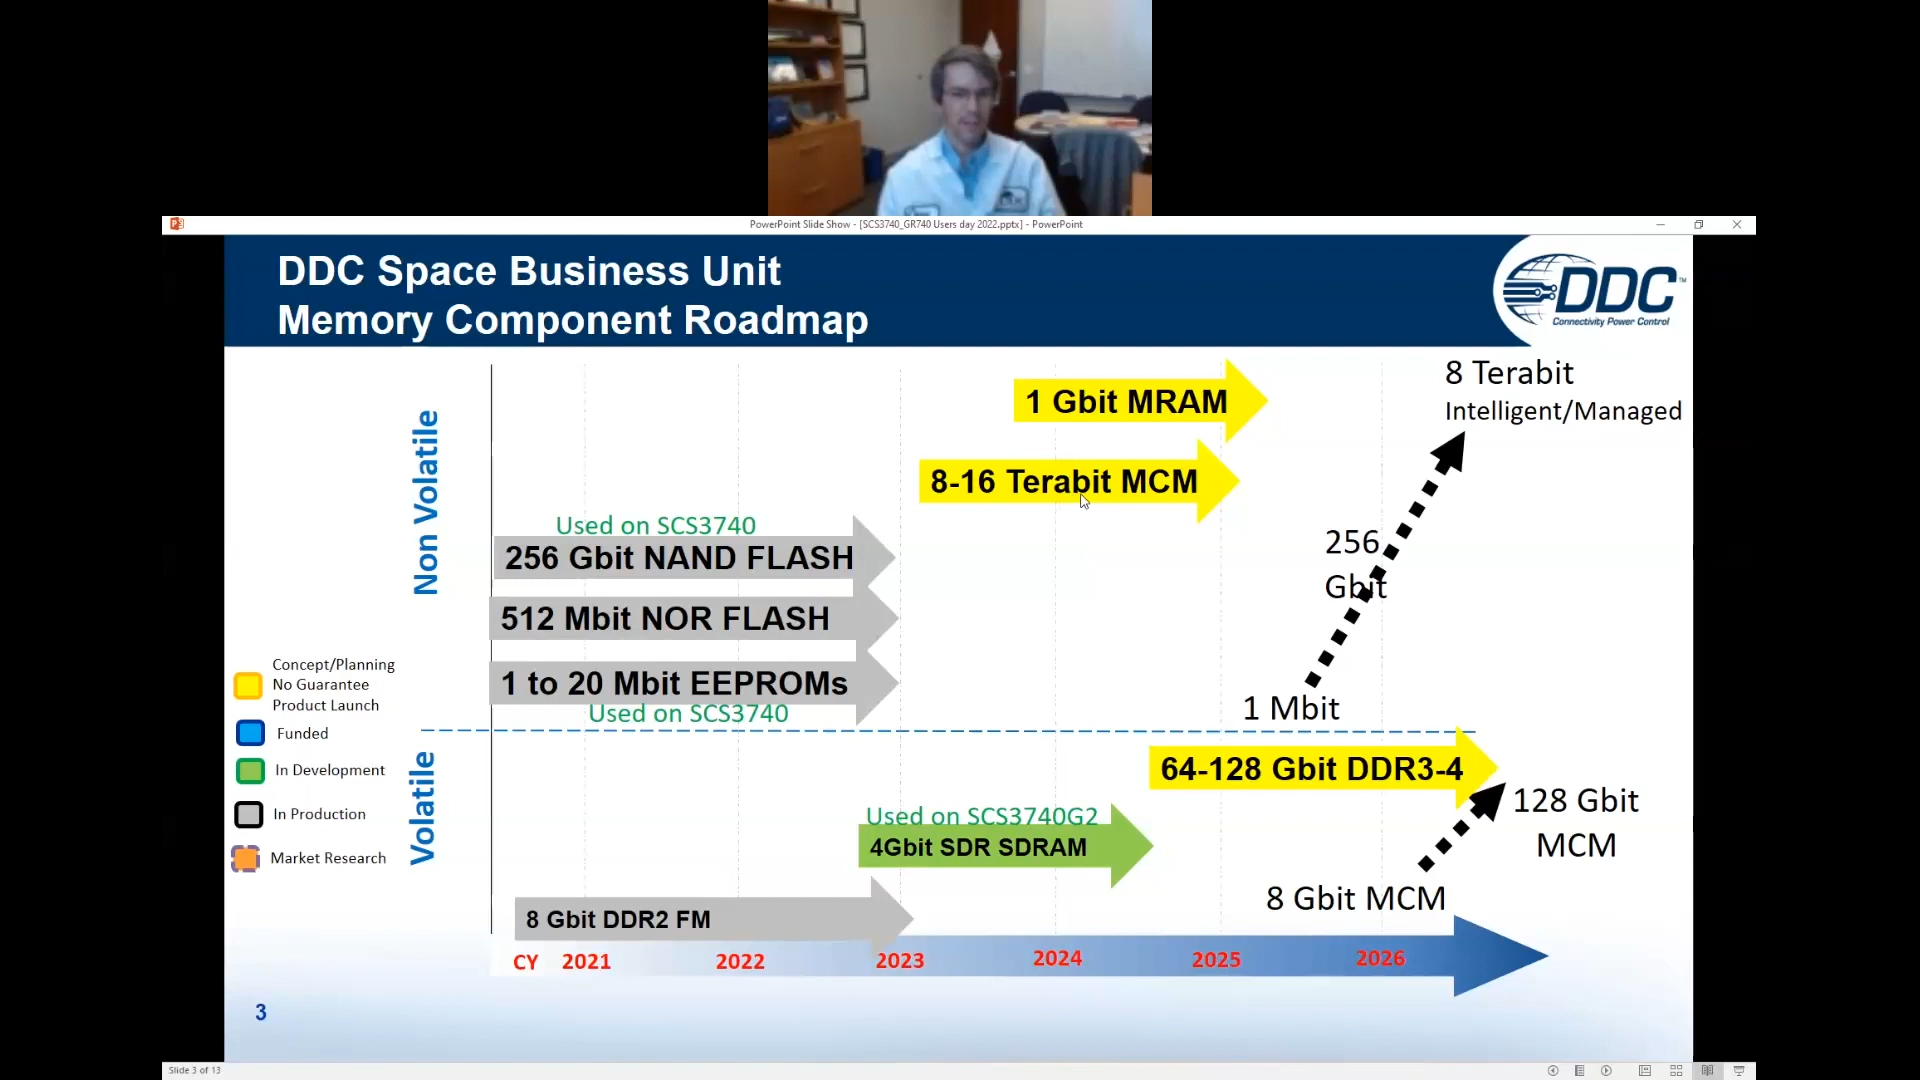 PowerPoint Slide Show - [SCS3740_GR740 Users day 2022.pptx] - PowerPoint
DDC Space Business Unit
Memory Component Roadmap
DDC™
Connectivity Power Control
8 Terabit
Intelligent/Managed
1 Gbit MRAM
8-16 Terabit MCM
Non Volatile
Used on SCS3740
256 Gbit NAND FLASH
256
Gbit
512 Mbit NOR FLASH
1 to 20 Mbit EEPROMs
Used on SCS3740
1 Mbit
Concept/Planning
No Guarantee
Product Launch
Funded
In Development
In Production
Market Research
Volatile
64-128 Gbit DDR3-4
128 Gbit
MCM
Used on SCS3740G2
4Gbit SDR SDRAM
8 Gbit MCM
8 Gbit DDR2 FM
CY 2021 2022 2023 2024 2025 2026
3
Slide 3 of 13